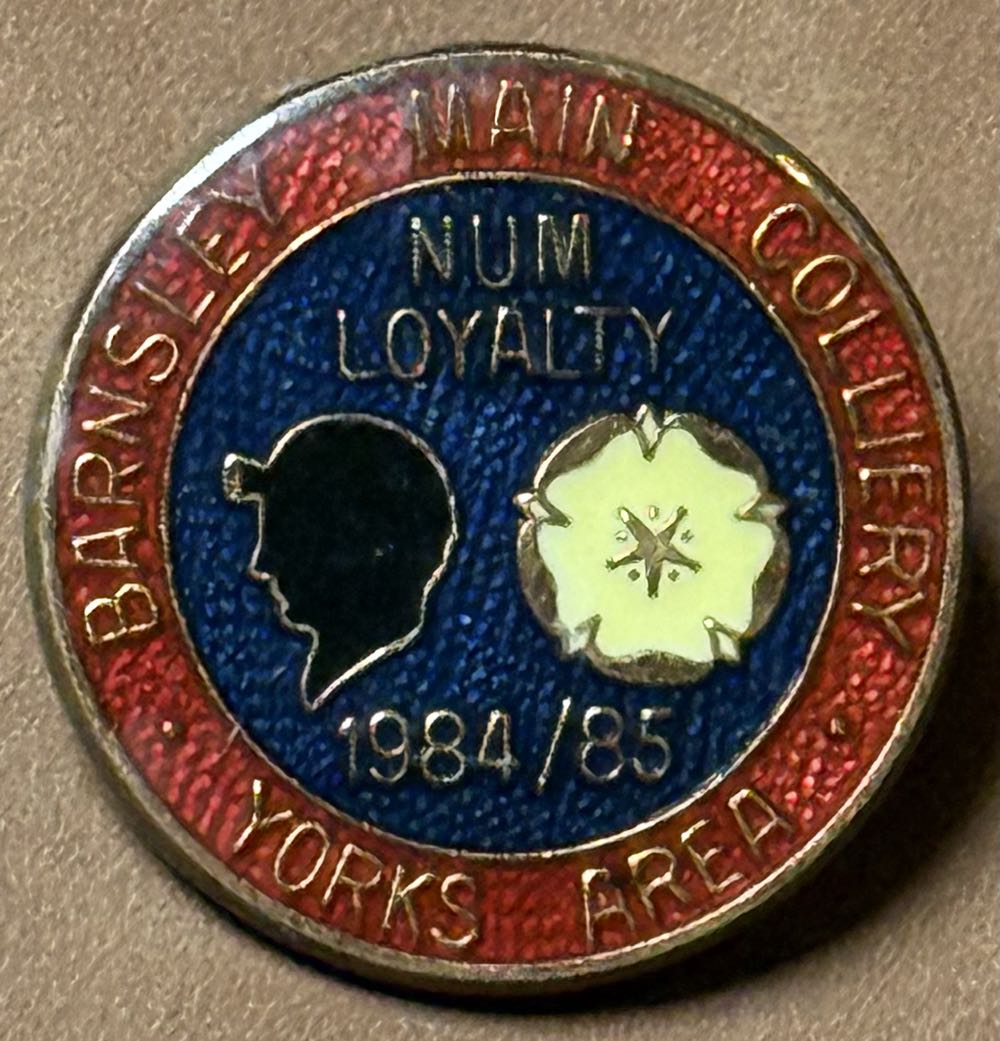 BARNSLEY MAIN COLLIERY
NUM
LOYALTY
1984/85
YORKS AREA